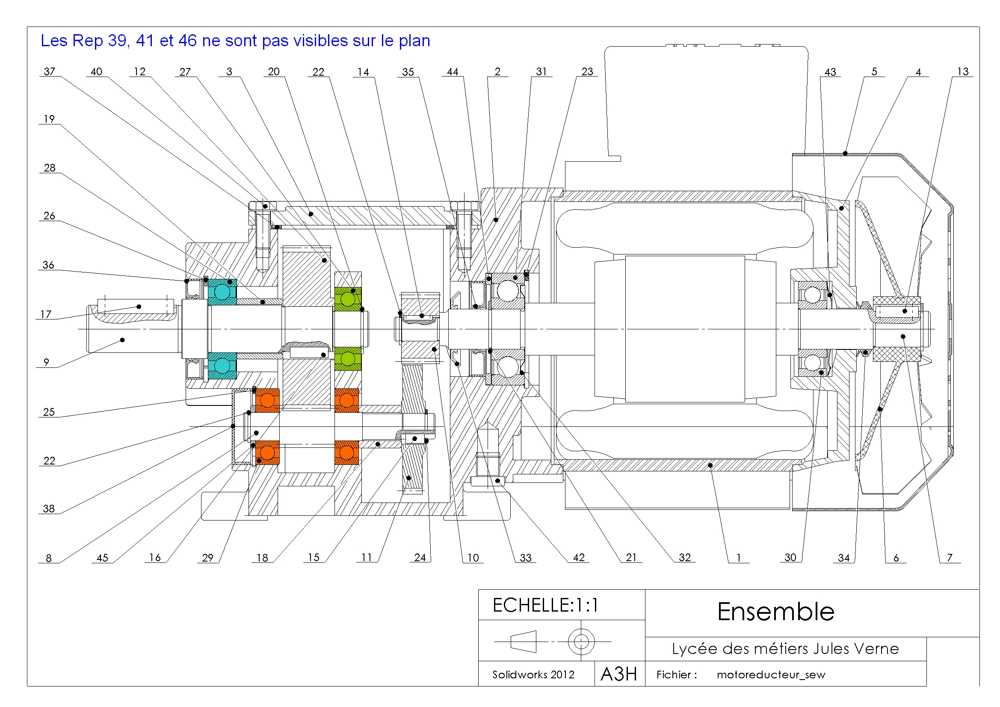 Les Rep 39, 41 et 46 ne sont pas visibles sur le plan
37 40 12 27 3 20 22 14 35 44 2 31 23 43 5 4 13
19
28
26
36
17
9
25
22
38
8 45 16 29 18 15 11 24 10 33 42 21 32 1 30 34 6 7
ECHELLE:1:1
Ensemble
Lycée des métiers Jules Verne
Solidworks 2012 A3H Fichier : motoreducteur_sew